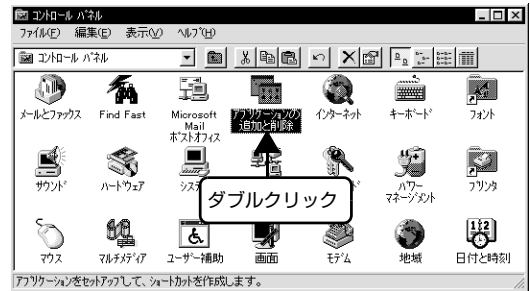 コントロール パネル
ファイル(F) 編集(E) 表示(V) ヘルプ(H)
コントロール パネル
メールとファックス
Find Fast
Microsoft Mail ポストオフィス
アプリケーションの追加と削除
インターネット
キーボード
フォント
サウンド
ハードウェア
シス
ド
パワー マネージメント
プリンタ
ダブルクリック
マウス
マルチメディア
ユーザー補助
画面
モデム
地域
日付と時刻
アプリケーションをセットアップして、ショートカットを作成します。